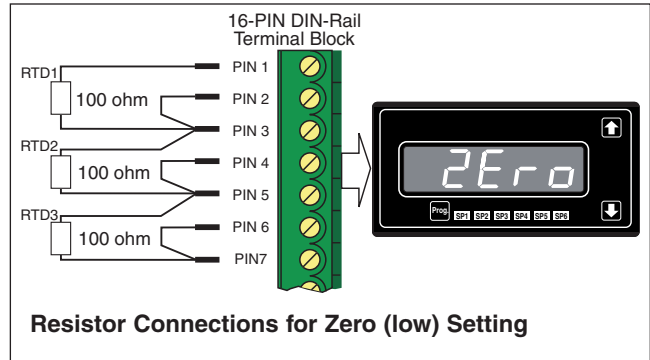 16-PIN DIN-Rail
Terminal Block
RTD1
PIN 1
100 ohm
PIN 2
PIN 3
RTD2
100 ohm
PIN 4
PIN 5
RTD3
100 ohm
PIN 6
PIN7
2Ero
Prog.
SP1 SP2 SP3 SP4 SP5 SP6
Resistor Connections for Zero (low) Setting